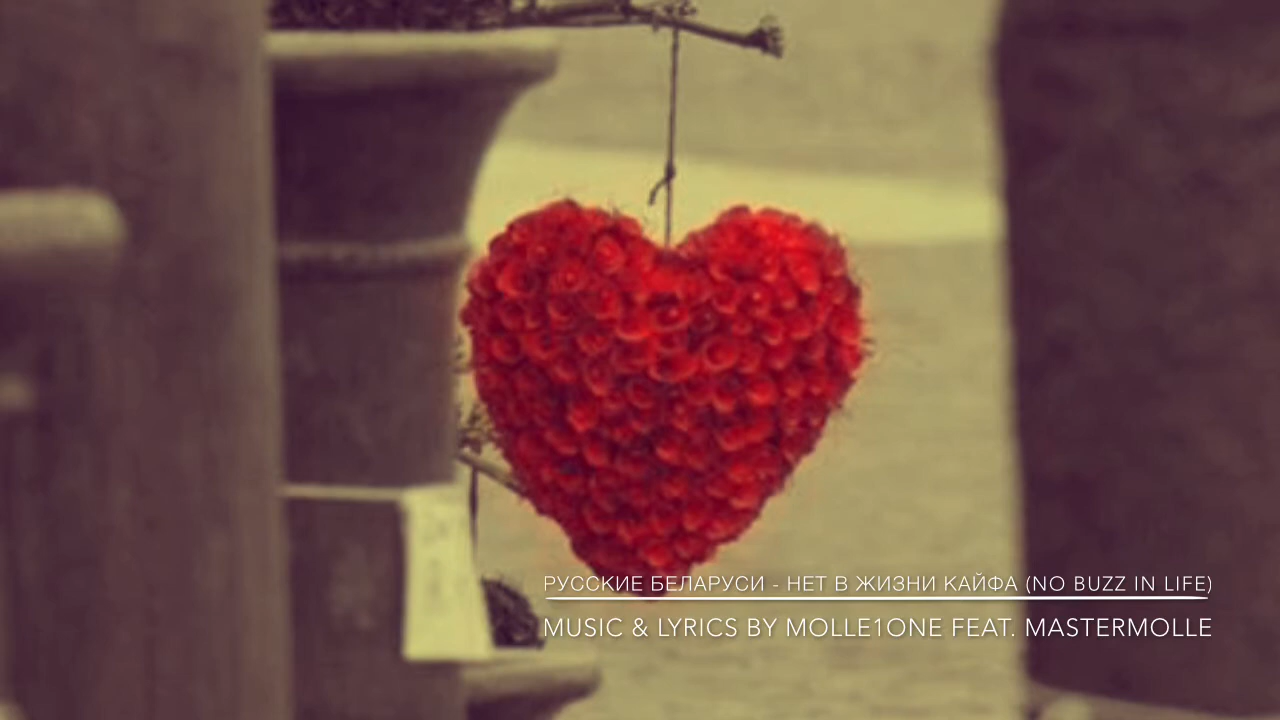 РУССКИЕ БЕЛАРУСИ - НЕТ В ЖИЗНИ КАЙФА (NO BUZZ IN LIFE)
MUSIC & LYRICS BY MOLLE1ONE FEAT. MASTERMOLLE